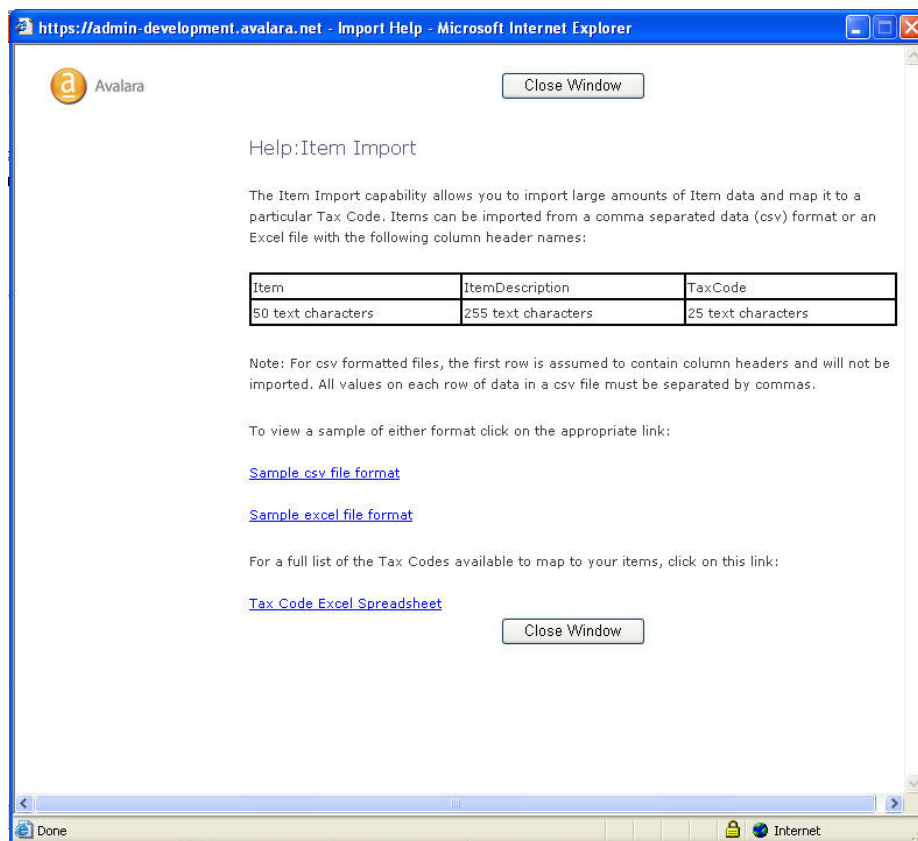 https://admin-development.avalara.net - Import Help - Microsoft Internet Explorer
a Avalara
Close Window
Help:Item Import
The Item Import capability allows you to import large amounts of Item data and map it to a
particular Tax Code. Items can be imported from a comma separated data (csv) format or an
Excel file with the following column header names:
Item ItemDescription TaxCode
50 text characters 255 text characters 25 text characters
Note: For csv formatted files, the first row is assumed to contain column headers and will not be
imported. All values on each row of data in a csv file must be separated by commas.
To view a sample of either format click on the appropriate link:
Sample csv file format
Sample excel file format
For a full list of the Tax Codes available to map to your items, click on this link:
Tax Code Excel Spreadsheet
Close Window
Done Internet